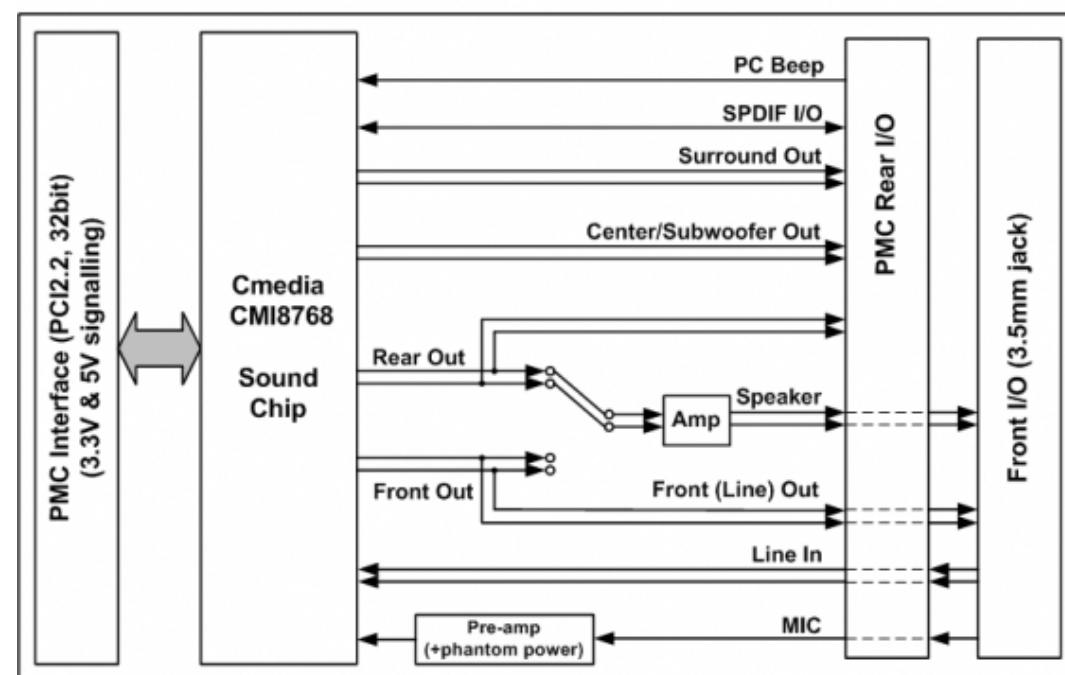 PMC Interface (PCI2.2, 32bit)
(3.3V & 5V signalling)
Cmedia
CMI8768
Sound
Chip
PC Beep
SPDIF I/O
Surround Out
Center/Subwoofer Out
Rear Out
Amp
Speaker
Front Out
Front (Line) Out
Line In
Pre-amp
(+phantom power)
MIC
PMC Rear I/O
Front I/O (3.5mm jack)